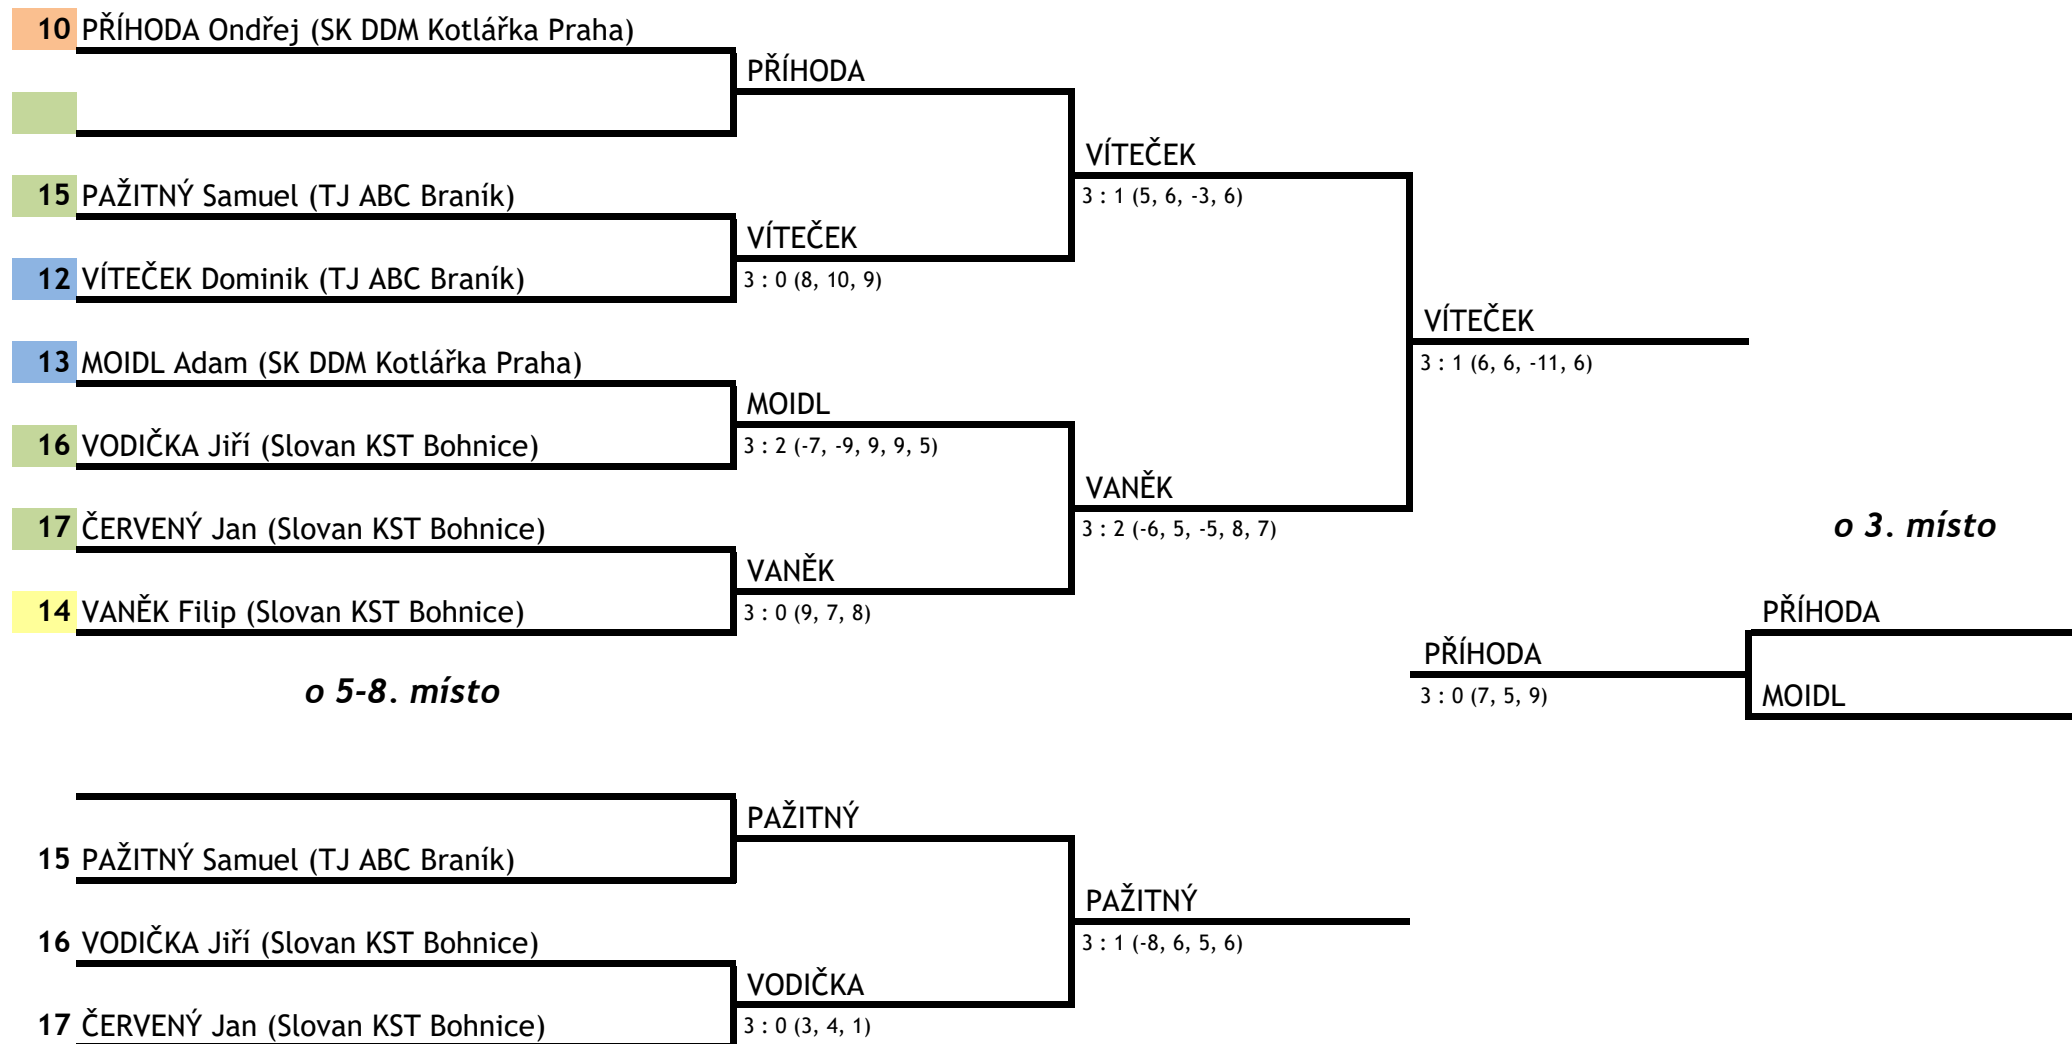 10 PŘÍHODA Ondřej (SK DDM Kotlářka Praha)
PŘÍHODA
VÍTEČEK
15 PAŽITNÝ Samuel (TJ ABC Braník)
3 : 1 (5, 6, -3, 6)
VÍTEČEK
12 VÍTEČEK Dominik (TJ ABC Braník)
3 : 0 (8, 10, 9)
VÍTEČEK
13 MOIDL Adam (SK DDM Kotlářka Praha)
3 : 1 (6, 6, -11, 6)
MOIDL
16 VODIČKA Jiří (Slovan KST Bohnice)
3 : 2 (-7, -9, 9, 9, 5)
VANĚK
17 ČERVENÝ Jan (Slovan KST Bohnice)
3 : 2 (-6, 5, -5, 8, 7)
o 3. místo
VANĚK
14 VANĚK Filip (Slovan KST Bohnice)
3 : 0 (9, 7, 8)
PŘÍHODA
PŘÍHODA
o 5-8. místo
3 : 0 (7, 5, 9)
MOIDL
PAŽITNÝ
15 PAŽITNÝ Samuel (TJ ABC Braník)
PAŽITNÝ
16 VODIČKA Jiří (Slovan KST Bohnice)
3 : 1 (-8, 6, 5, 6)
VODIČKA
17 ČERVENÝ Jan (Slovan KST Bohnice)
3 : 0 (3, 4, 1)